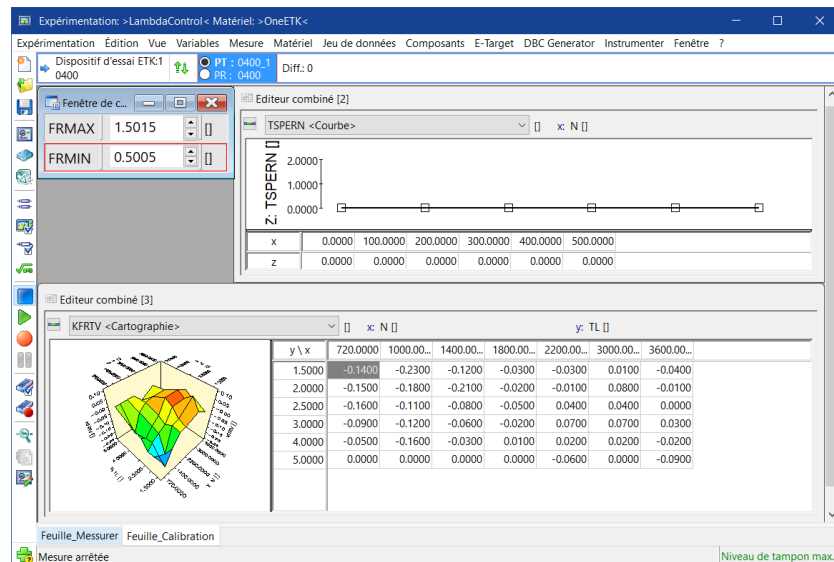 Expérimentation: >LambdaControl< Matériel: >OneETK<
Expérimentation Édition Vue Variables Mesure Matériel Jeu de données Composants E-Target DBC Generator Instrumenter Fenêtre ?
Dispositif d'essai ETK:1
0400
PT : 0400_1
PR : 0400
Diff.: 0
Fenêtre de c...
FRMAX 1.5015 []
FRMIN 0.5005 []
Editeur combiné [2]
TSPERN <Courbe> [] x: N []
z: TSPERN []
2.0000
1.0000
0.0000
x 0.0000 100.0000 200.0000 300.0000 400.0000 500.0000
z 0.0000 0.0000 0.0000 0.0000 0.0000 0.0000
Editeur combiné [3]
KFRTV <Cartographie> [] x: N [] y: TL []
y \ x 720.0000 1000.00... 1400.00... 1800.00... 2200.00... 3000.00... 3600.00...
1.5000 -0.1400 -0.2300 -0.1200 -0.0300 -0.0300 0.0100 -0.0400
2.0000 -0.1500 -0.1800 -0.2100 -0.0200 -0.0100 0.0800 -0.0100
2.5000 -0.1600 -0.1100 -0.0800 -0.0500 0.0400 0.0400 0.0000
3.0000 -0.0900 -0.1200 -0.0600 -0.0200 0.0700 0.0700 0.0300
4.0000 -0.0500 -0.1600 -0.0300 0.0100 0.0200 0.0200 -0.0200
5.0000 0.0000 0.0000 0.0000 0.0000 -0.0600 0.0000 -0.0900
Feuille_Messurer Feuille_Calibration
Mesure arrêtée
Niveau de tampon max.